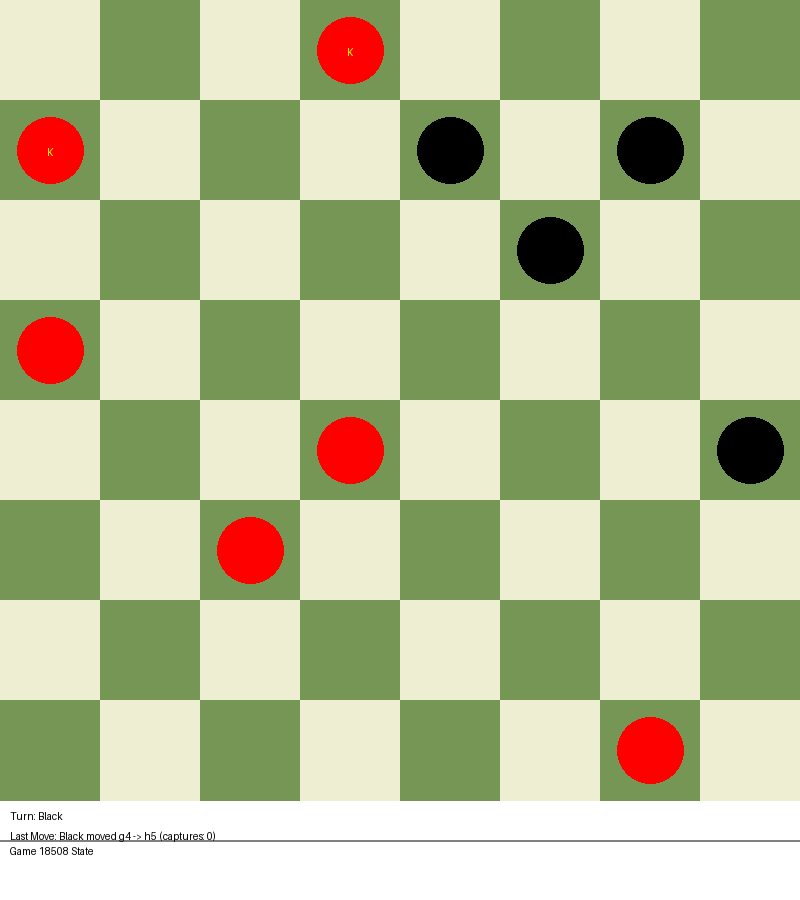 K
K
Turn: Black
Last Move: Black moved g4 -> h5 (captures: 0)
Game 18508 State